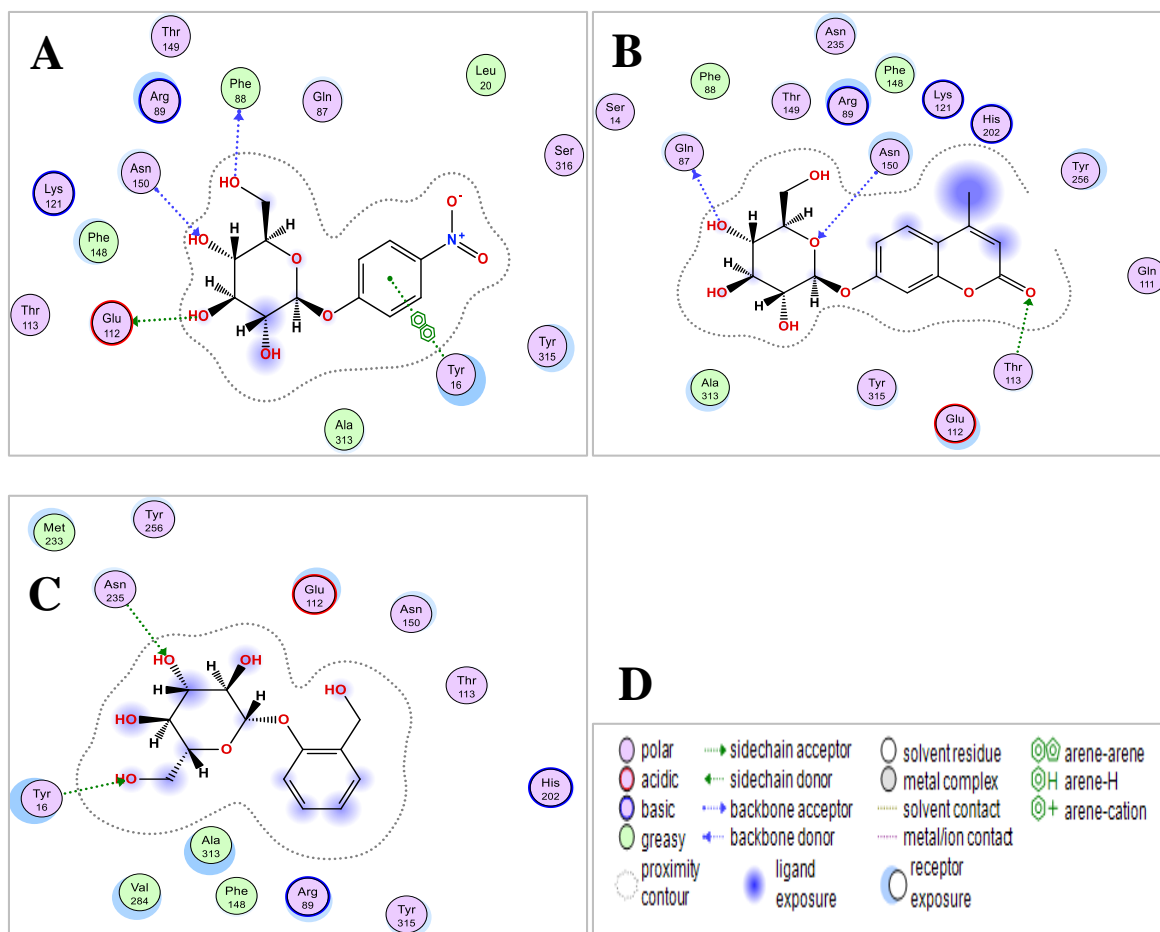 A
Thr
149
Arg
89
Phe
88
Gln
87
Leu
20
Asn
150
Ser
316
Lys
121
Phe
148
Thr
113
Glu
112
Tyr
315
Tyr
16
Ala
313
HO
HO
HO
OH
H
H
H
H
O
O
O-
N+
O
B
Asn
235
Phe
88
Phe
148
Ser
14
Thr
149
Arg
89
Lys
121
His
202
Gln
87
Asn
150
Tyr
256
Gln
111
Thr
113
Ala
313
Tyr
315
Glu
112
OH
HO
HO
OH
H
H
H
H
O
O
O
O
C
Met
233
Tyr
256
Asn
235
Glu
112
Asn
150
Thr
113
His
202
Tyr
16
Ala
313
Val
284
Phe
148
Arg
89
Tyr
315
HO
OH
HO
HO
HO
H
H
H
H
H
O
O
D
polar
acidic
basic
greasy
proximity
contour
sidechain acceptor
sidechain donor
backbone acceptor
backbone donor
ligand
exposure
solvent residue
metal complex
solvent contact
metal/ion contact
receptor
exposure
arene-arene
H arene-H
+ arene-cation